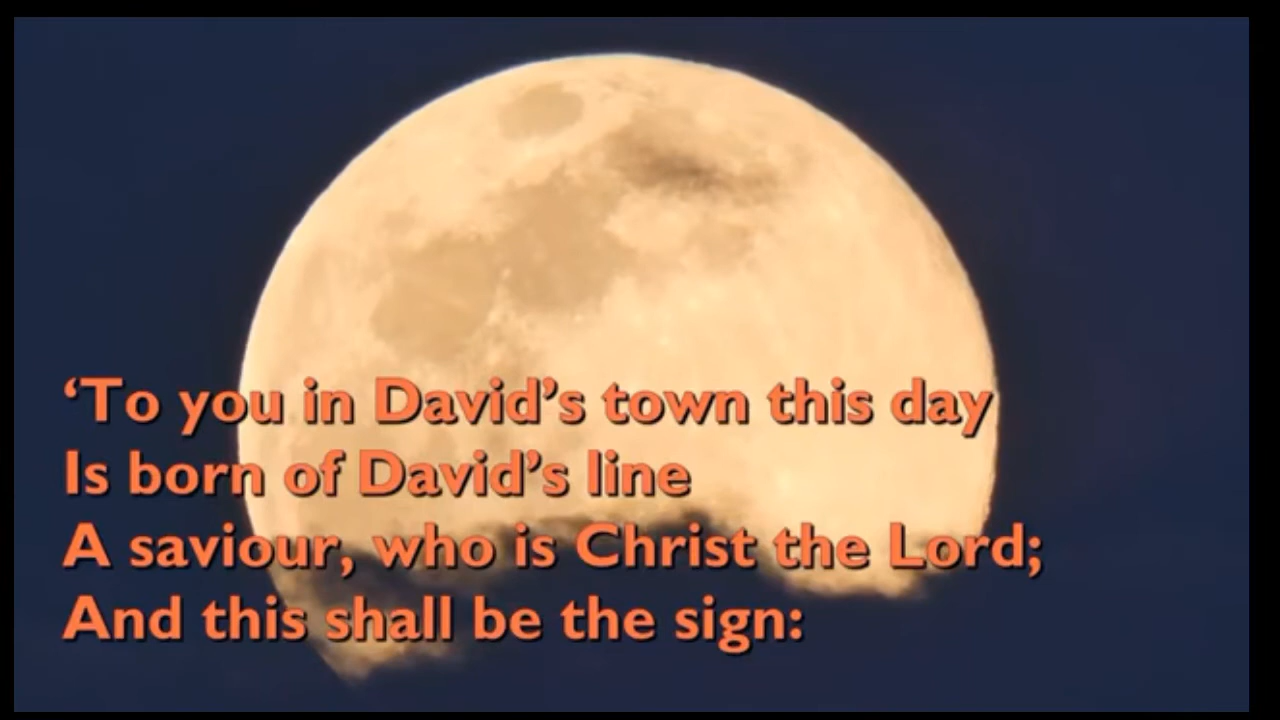 ‘To you in David’s town this day
Is born of David’s line
A saviour, who is Christ the Lord;
And this shall be the sign: